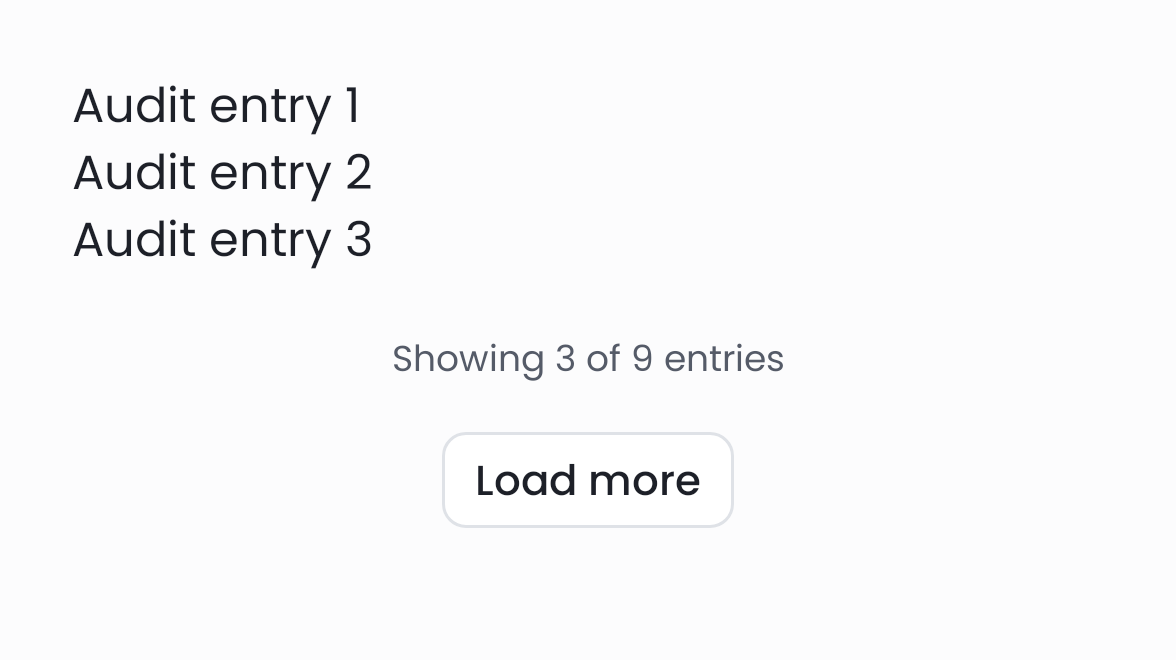 Audit entry 1
Audit entry 2
Audit entry 3
Showing 3 of 9 entries
Load more